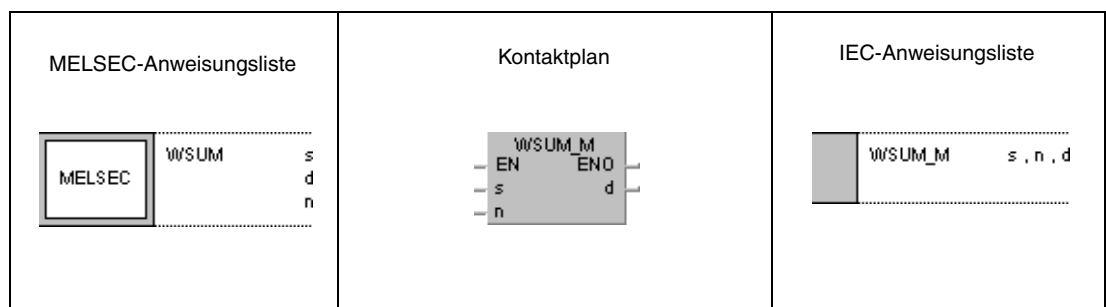 MELSEC-Anweisungsliste
MELSEC
WSUM s
d
n
Kontaktplan
WSUM_M
EN ENO
s d
n
IEC-Anweisungsliste
WSUM_M s , n , d